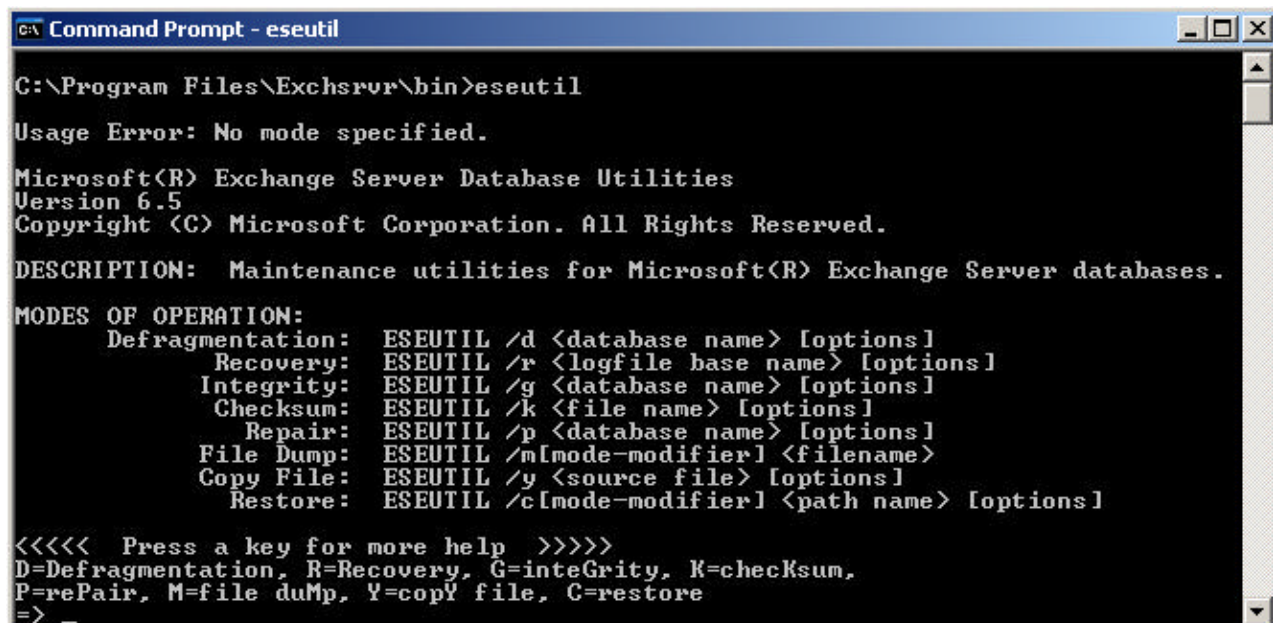 Command Prompt - eseutil
C:\Program Files\Exchsrvr\bin>eseutil
Usage Error: No mode specified.
Microsoft(R) Exchange Server Database Utilities
Version 6.5
Copyright (C) Microsoft Corporation. All Rights Reserved.
DESCRIPTION:  Maintenance utilities for Microsoft(R) Exchange Server databases.
MODES OF OPERATION:
Defragmentation:  ESEUTIL /d <database name> [options]
Recovery:  ESEUTIL /r <logfile base name> [options]
Integrity:  ESEUTIL /g <database name> [options]
Checksum:  ESEUTIL /k <file name> [options]
Repair:  ESEUTIL /p <database name> [options]
File Dump:  ESEUTIL /m[mode-modifier] <filename>
Copy File:  ESEUTIL /y <source file> [options]
Restore:  ESEUTIL /c[mode-modifier] <path name> [options]
<<<<<  Press a key for more help  >>>>>
D=Defragmentation, R=Recovery, G=inteGrity, K=checKsum,
P=rePair, M=file duMp, Y=copY file, C=restore
=> _